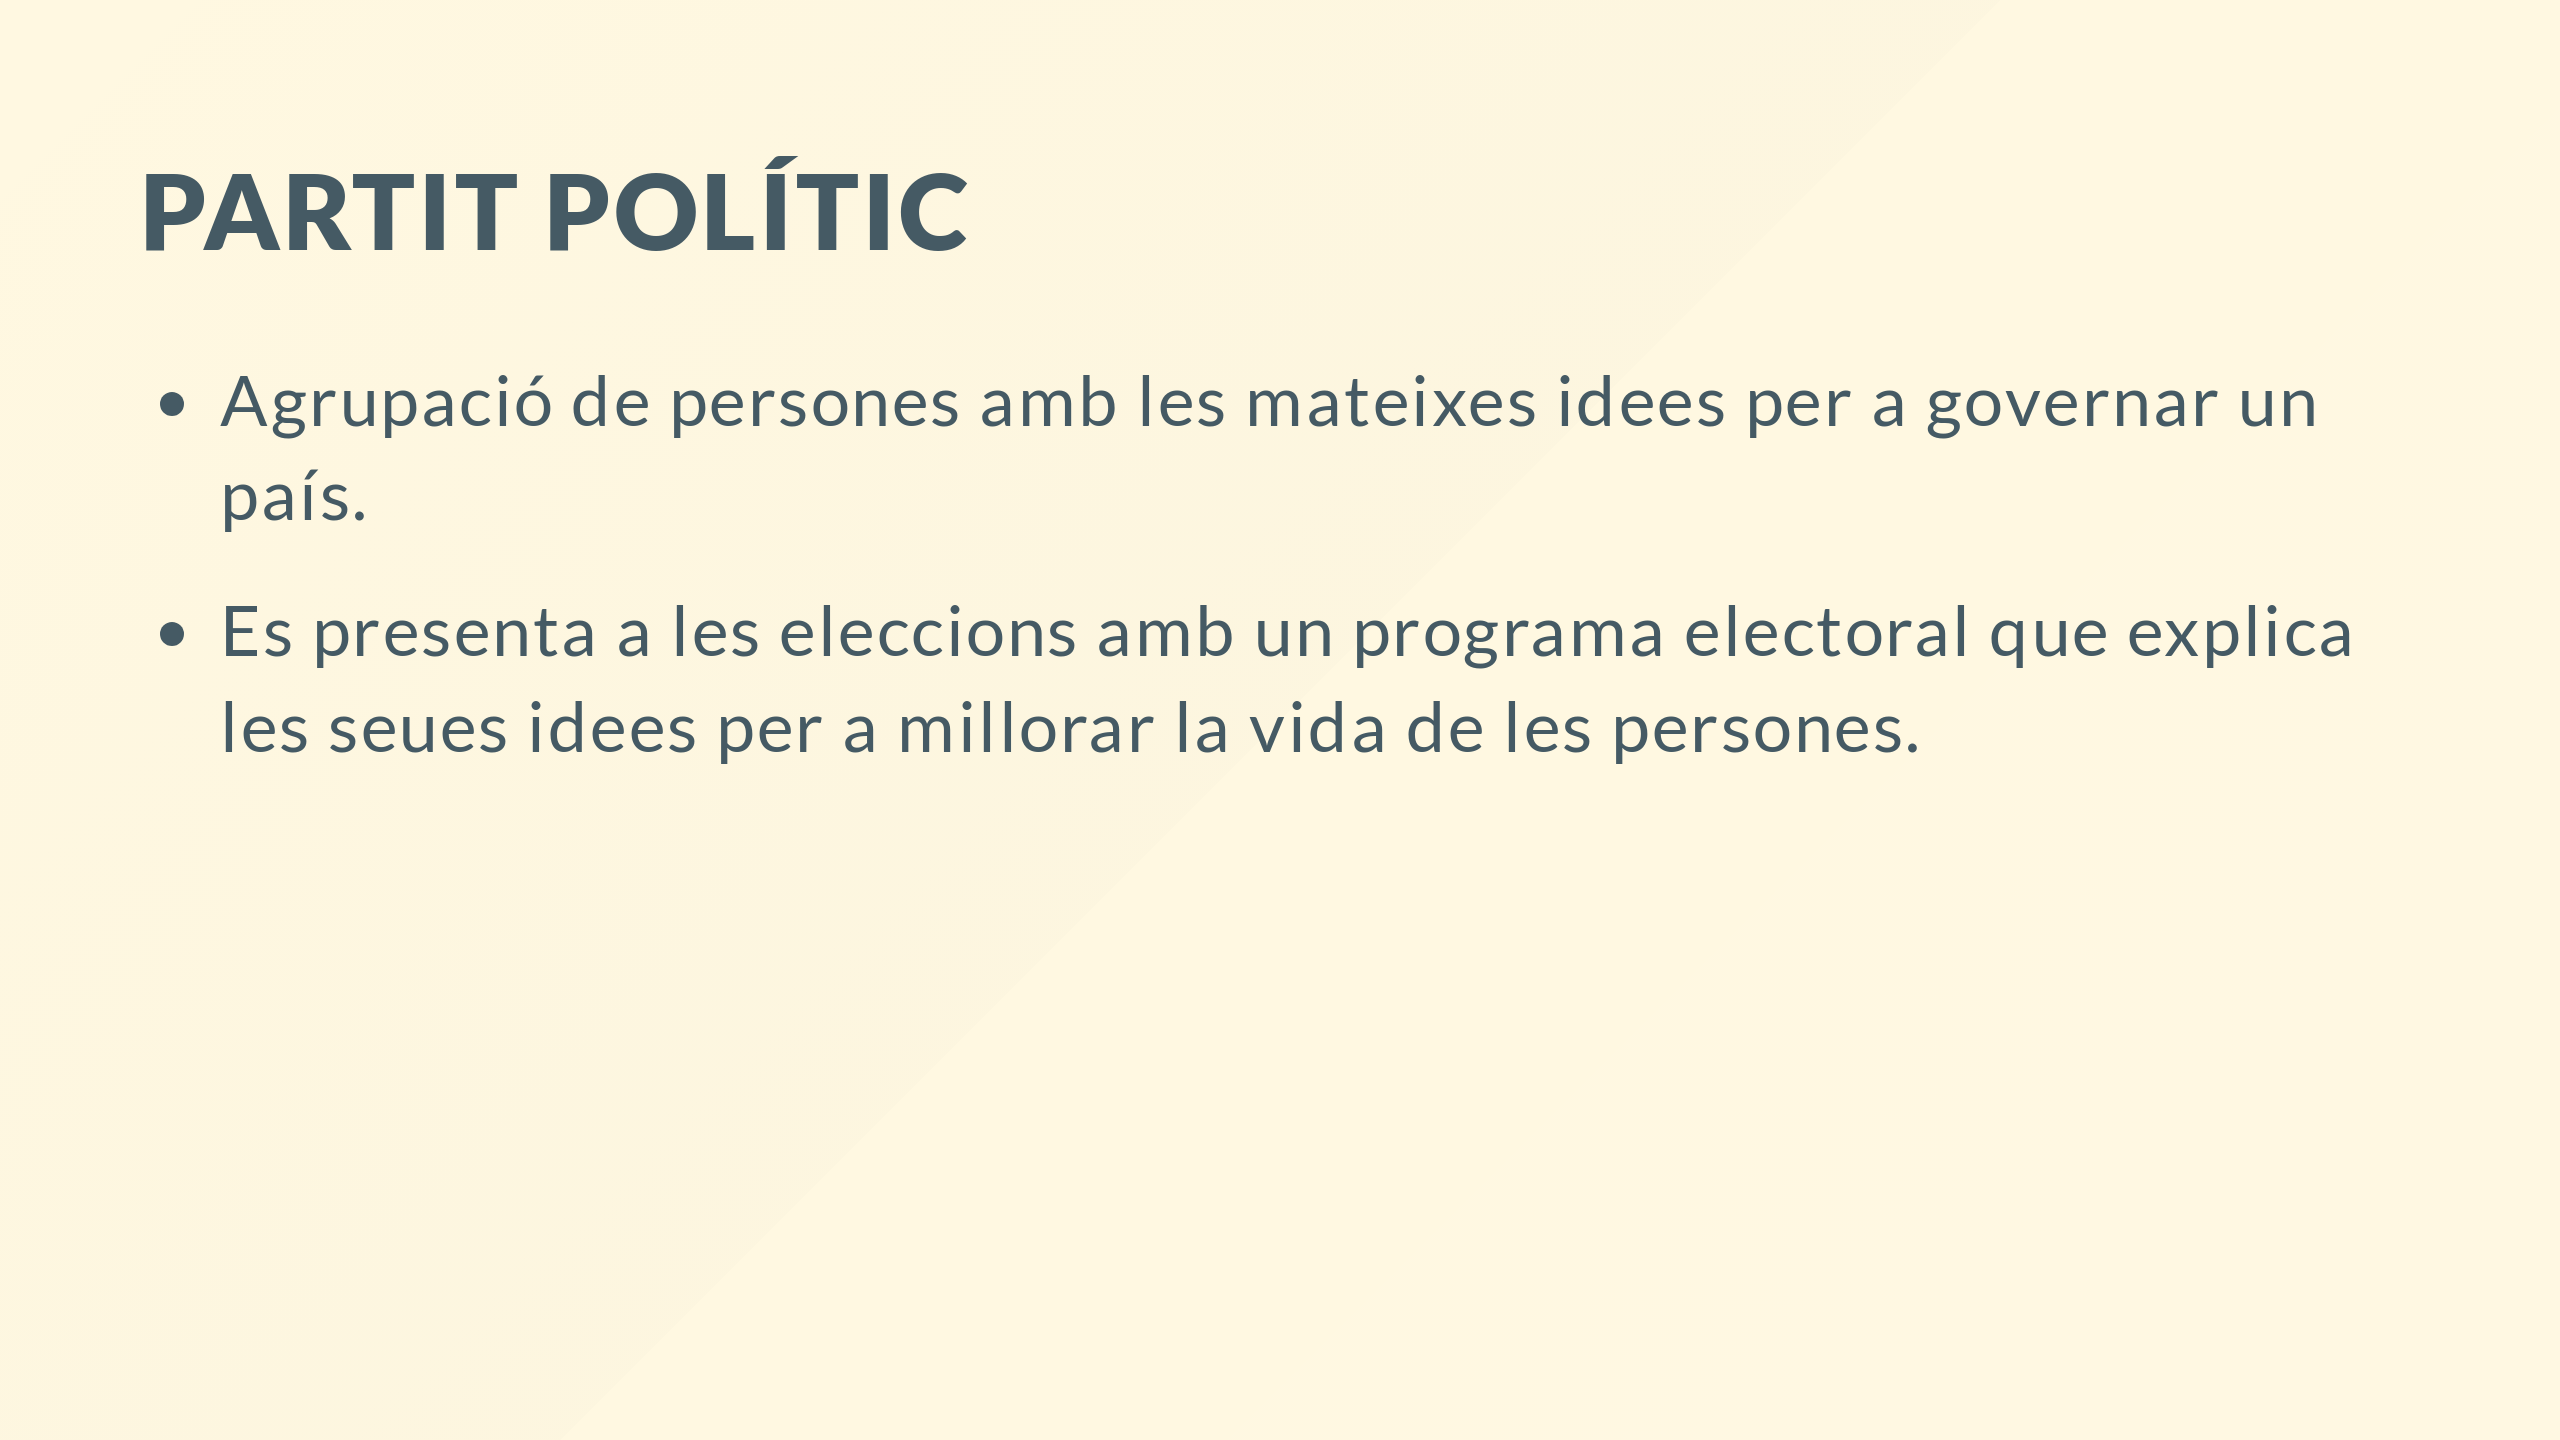 PARTIT POLÍTIC
• Agrupació de persones amb les mateixes idees per a governar un
país.
• Es presenta a les eleccions amb un programa electoral que explica
les seues idees per a millorar la vida de les persones.